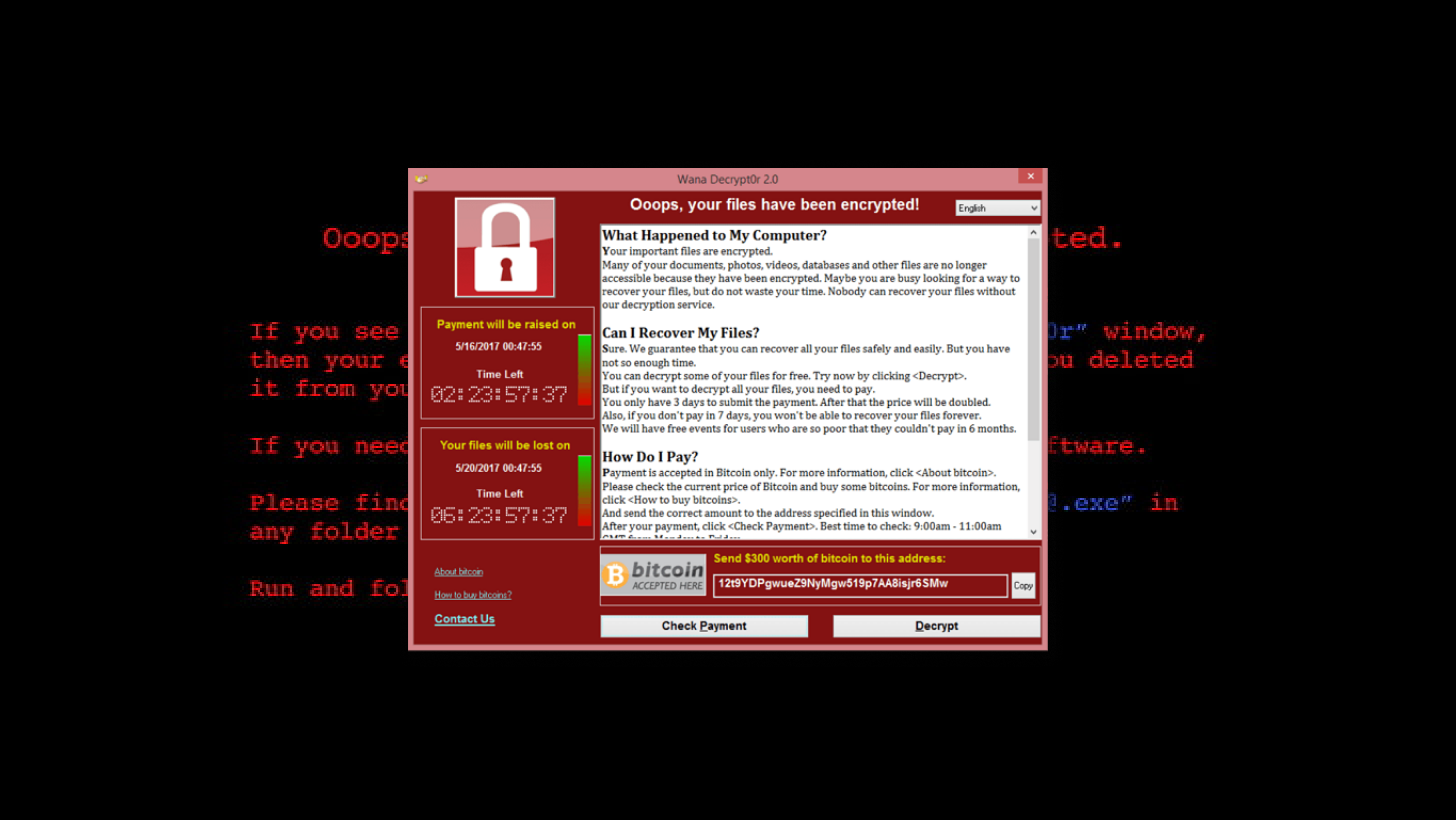 Wana Decrypt0r 2.0
Ooops, your files have been encrypted!
English
Payment will be raised on
5/16/2017 00:47:55
Time Left
02:23:57:37
Your files will be lost on
5/20/2017 00:47:55
Time Left
06:23:57:37
About bitcoin
How to buy bitcoins?
Contact Us
What Happened to My Computer?
Your important files are encrypted.
Many of your documents, photos, videos, databases and other files are no longer
accessible because they have been encrypted. Maybe you are busy looking for a way to
recover your files, but do not waste your time. Nobody can recover your files without
our decryption service.
Can I Recover My Files?
Sure. We guarantee that you can recover all your files safely and easily. But you have
not so enough time.
You can decrypt some of your files for free. Try now by clicking <Decrypt>.
But if you want to decrypt all your files, you need to pay.
You only have 3 days to submit the payment. After that the price will be doubled.
Also, if you don't pay in 7 days, you won't be able to recover your files forever.
We will have free events for users who are so poor that they couldn't pay in 6 months.
How Do I Pay?
Payment is accepted in Bitcoin only. For more information, click <About bitcoin>.
Please check the current price of Bitcoin and buy some bitcoins. For more information,
click <How to buy bitcoins>.
And send the correct amount to the address specified in this window.
After your payment, click <Check Payment>. Best time to check: 9:00am - 11:00am
GMT from Monday to Friday.
bitcoin
ACCEPTED HERE
Send $300 worth of bitcoin to this address:
12t9YDPgwueZ9NyMgw519p7AA8isjr6SMw
Copy
Check Payment
Decrypt
Ooops ted.
If you see 0r" window,
then your e ou deleted
it from you
If you need ftware.
Please find @.exe" in
any folder
Run and fol